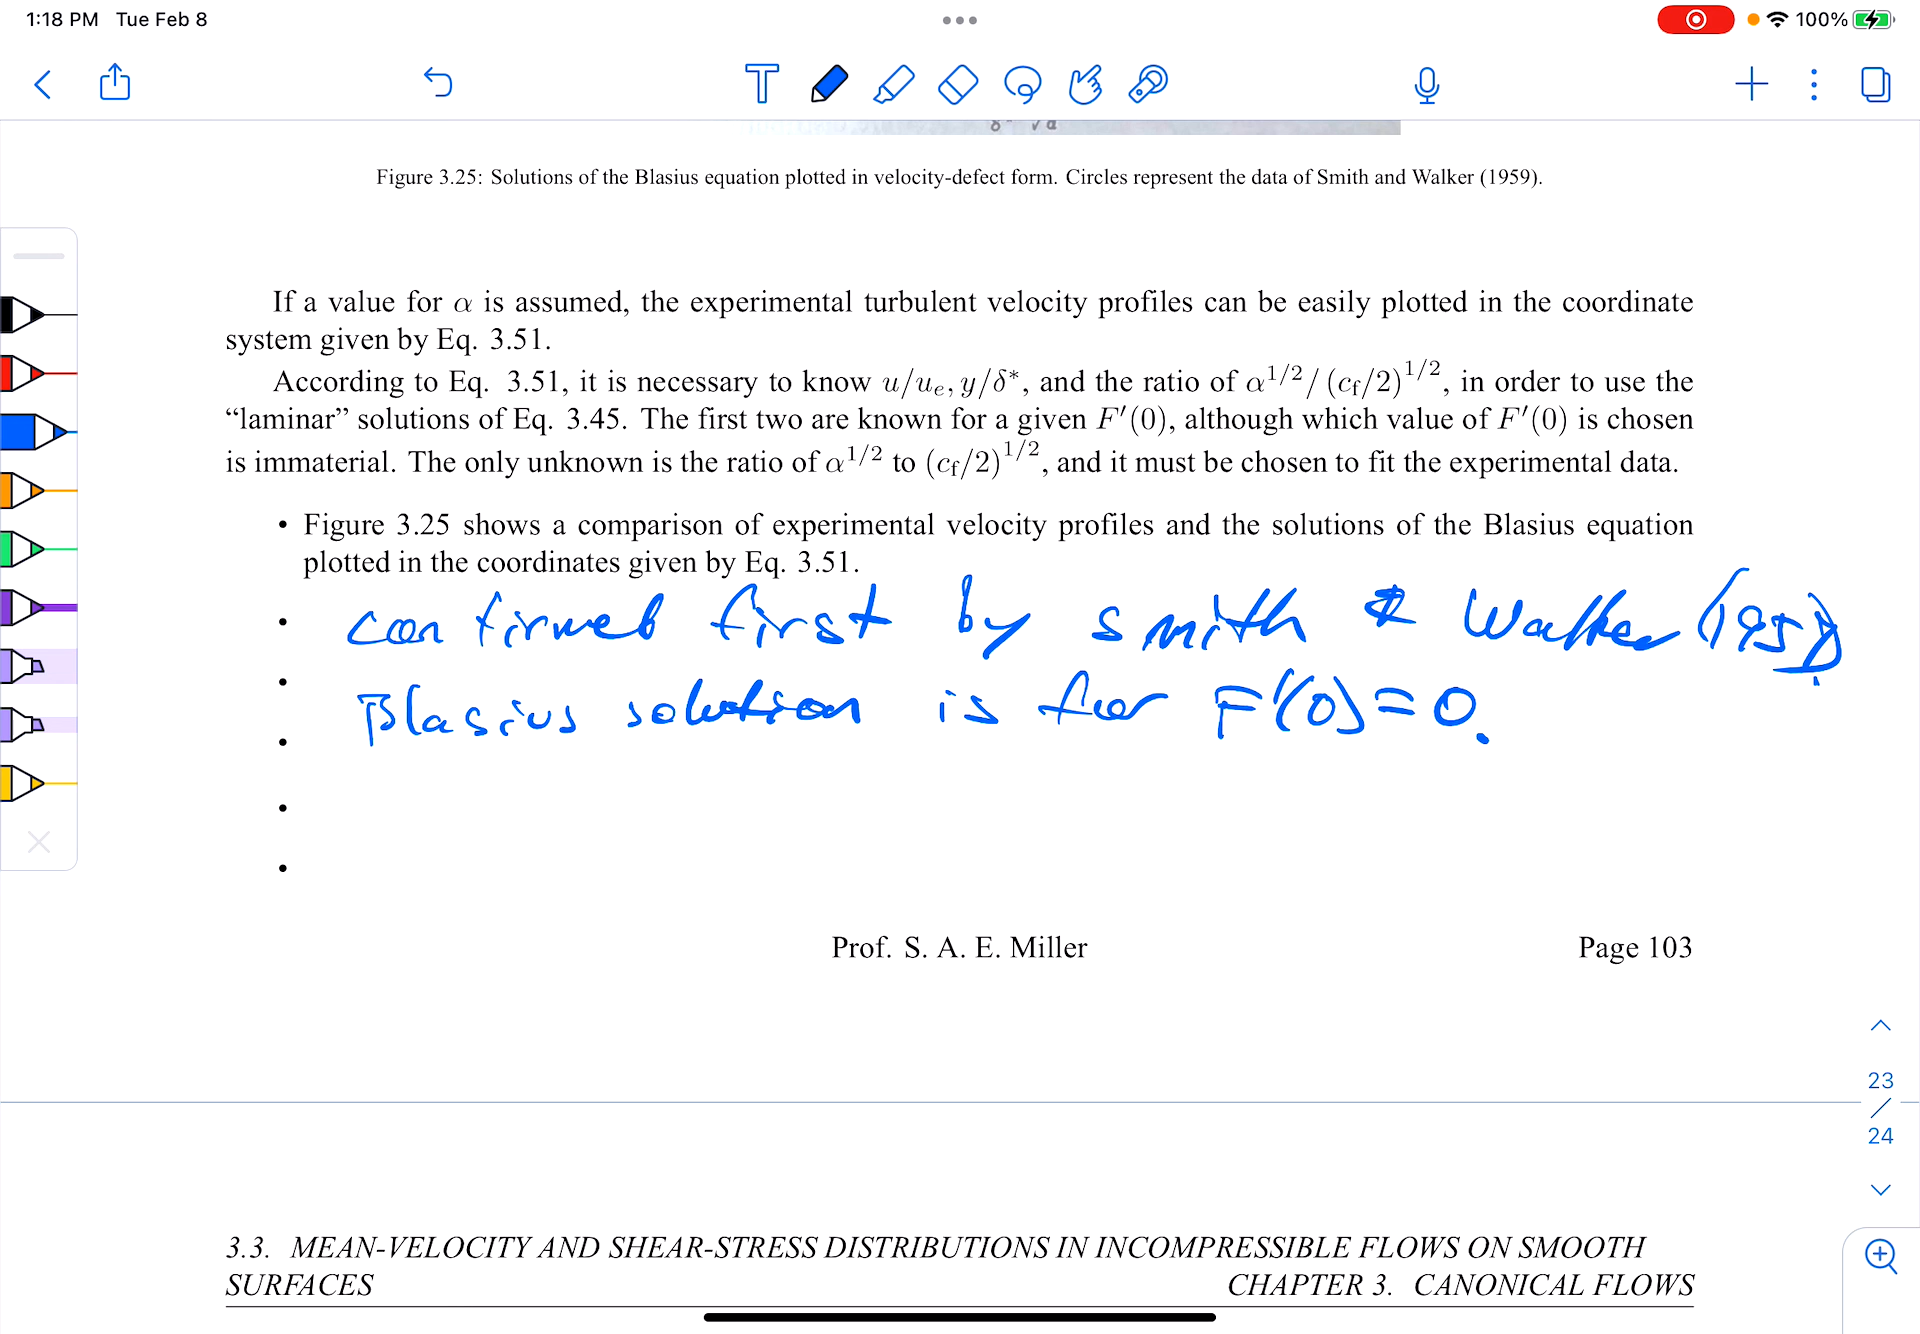 1:18 PM Tue Feb 8
100%
Figure 3.25: Solutions of the Blasius equation plotted in velocity-defect form. Circles represent the data of Smith and Walker (1959).
If a value for α is assumed, the experimental turbulent velocity profiles can be easily plotted in the coordinate
system given by Eq. 3.51.
According to Eq. 3.51, it is necessary to know u/uₑ, y/δ*, and the ratio of α^{1/2}/(c_f/2)^{1/2}, in order to use the
“laminar” solutions of Eq. 3.45. The first two are known for a given F′(0), although which value of F′(0) is chosen
is immaterial. The only unknown is the ratio of α^{1/2} to (c_f/2)^{1/2}, and it must be chosen to fit the experimental data.
• Figure 3.25 shows a comparison of experimental velocity profiles and the solutions of the Blasius equation
plotted in the coordinates given by Eq. 3.51.
• confirmed first by smith & Walker
• Blasius solution is for F'(0)=0.
•
•
•
Prof. S. A. E. Miller Page 103
23
/
24
3.3. MEAN-VELOCITY AND SHEAR-STRESS DISTRIBUTIONS IN INCOMPRESSIBLE FLOWS ON SMOOTH
SURFACES CHAPTER 3. CANONICAL FLOWS